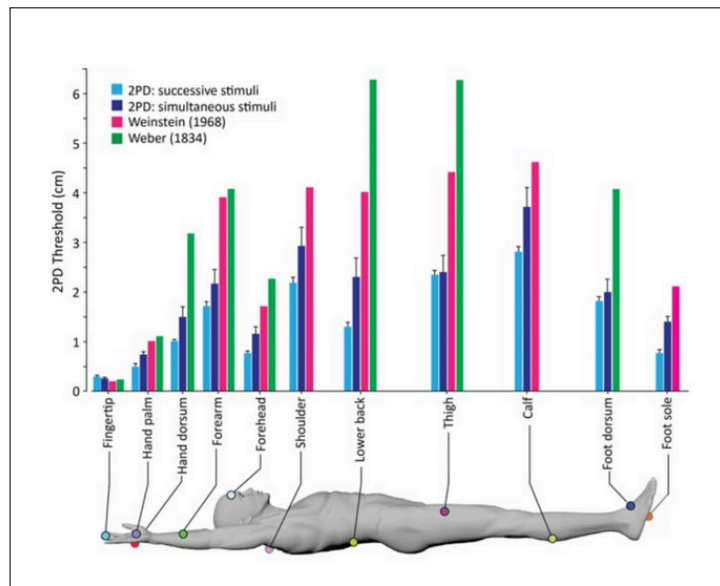 2PD: successive stimuli
2PD: simultaneous stimuli
Weinstein (1968)
Weber (1834)
2PD Threshold (cm)
6
5
4
3
2
1
0
Fingertip
Hand palm
Hand dorsum
Forearm
Forehead
Shoulder
Lower back
Thigh
Calf
Foot dorsum
Foot sole